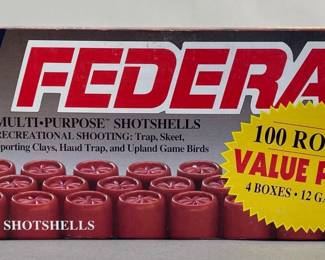 FEDERA
MULTI•PURPOSE™ SHOTSHELLS
RECREATIONAL SHOOTING: Trap, Skeet,
porting Clays, Hand Trap, and Upland Game Birds
100 RO
VALUE P
4 BOXES • 12 GA
SHOTSHELLS